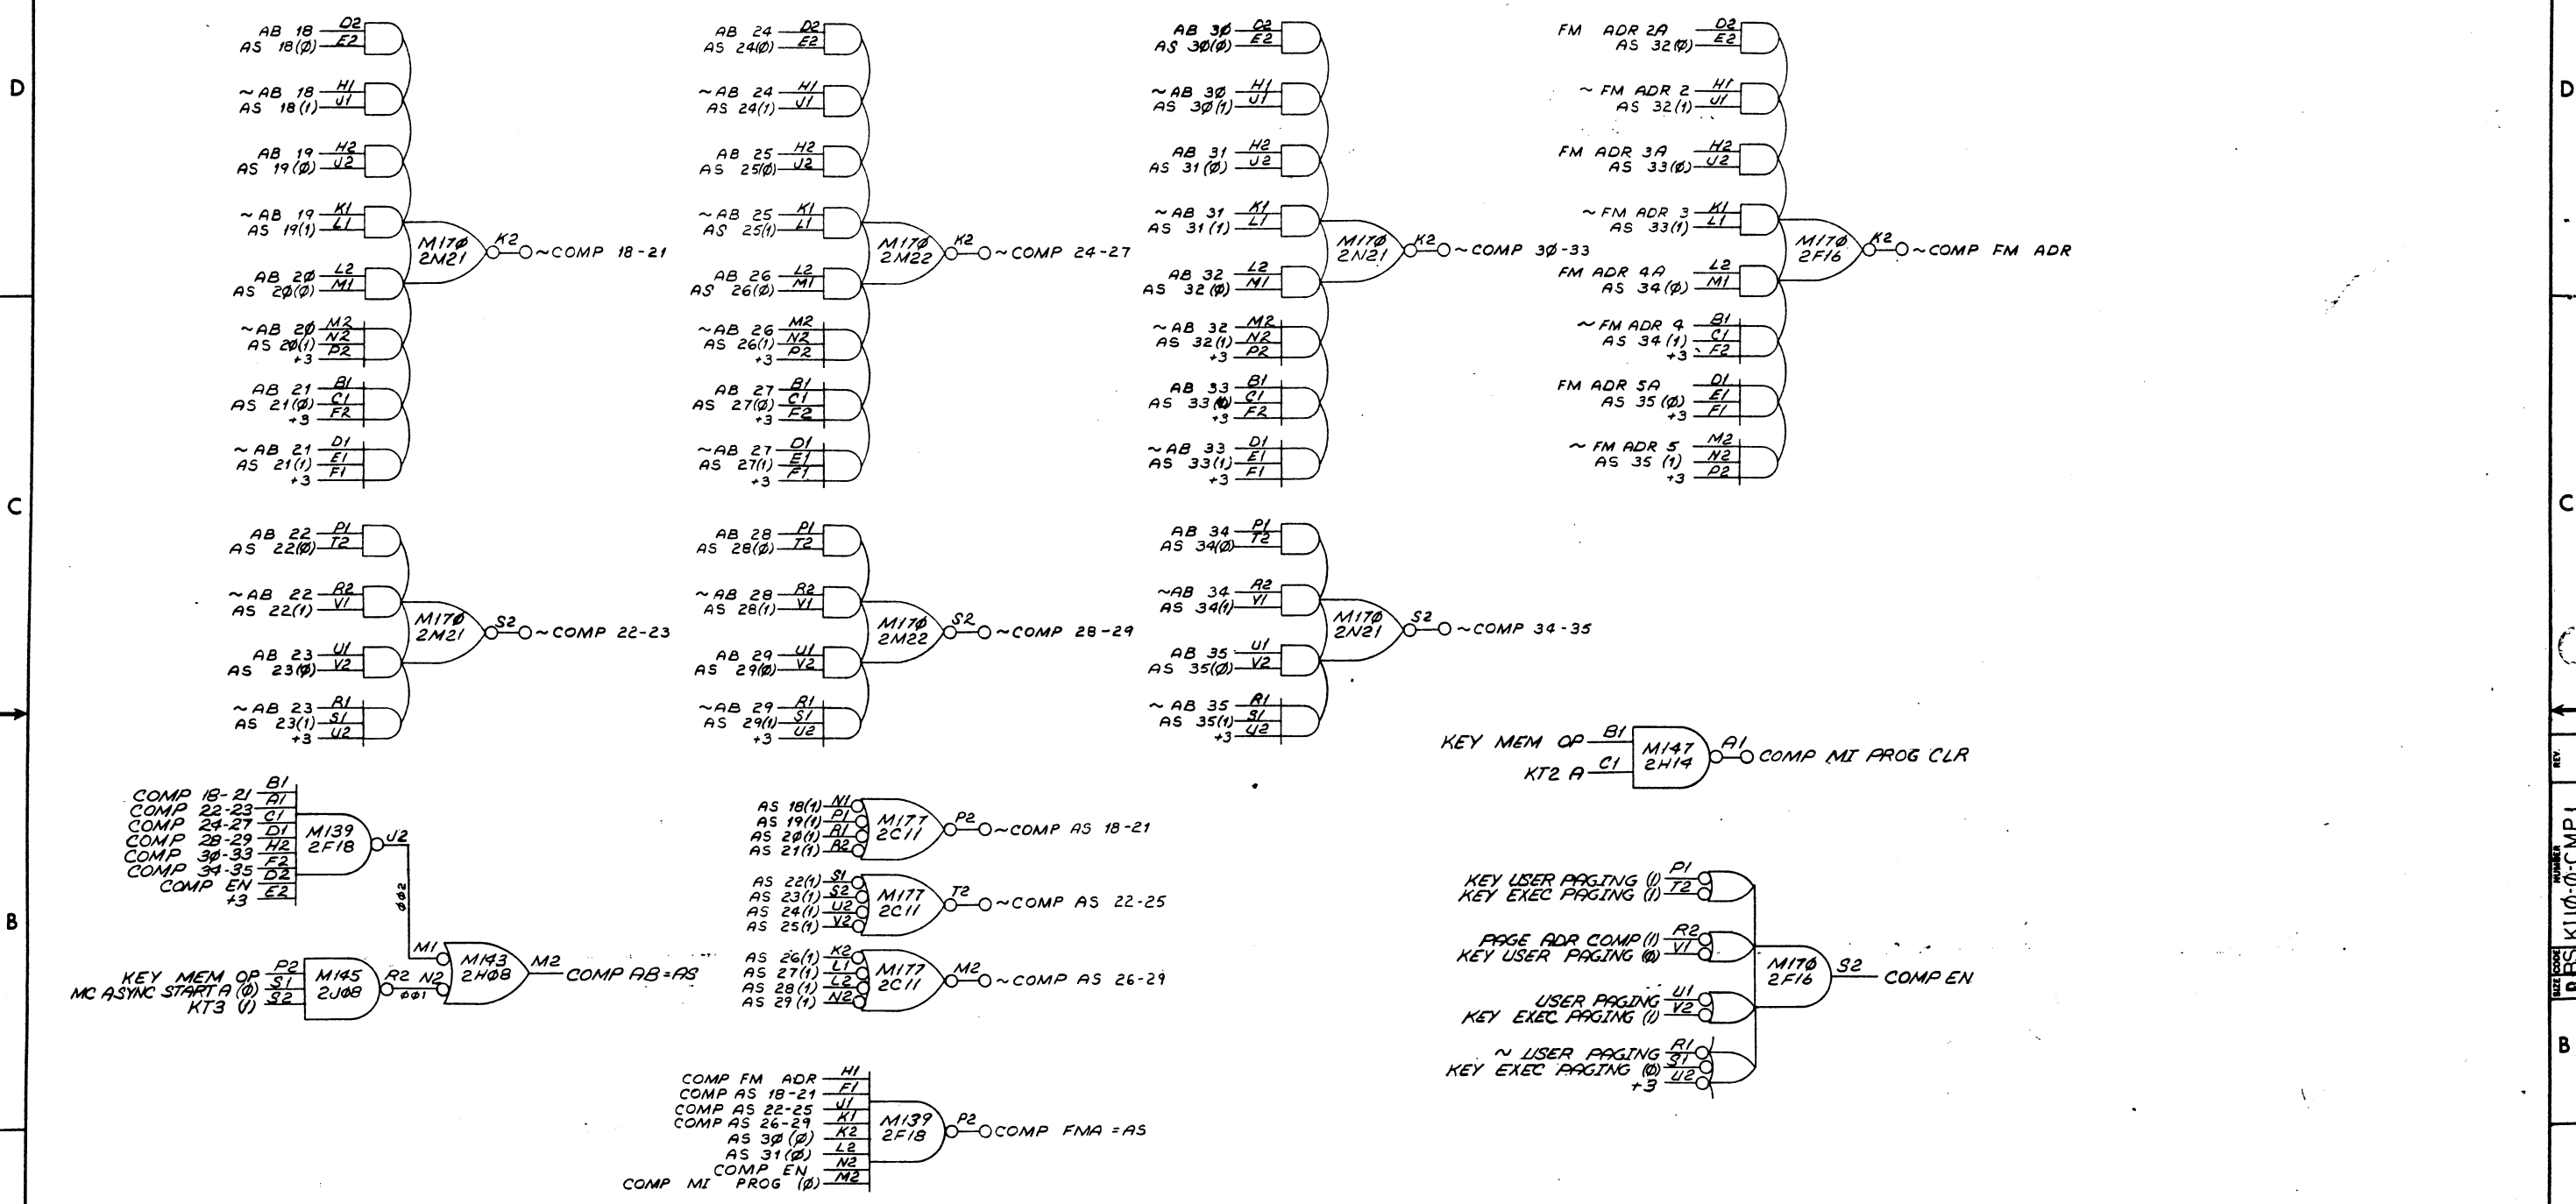 D
D
AB 18 D2
AS 18(Ø) E2
~AB 18 H1
AS 18(1) J1
AB 19 H2
AS 19(Ø) J2
~AB 19 K1
AS 19(1) L1
AB 2Ø L2
AS 2Ø(Ø) M1
~AB 2Ø M2
AS 2Ø(1) N2
+3 P2
AB 21 B1
AS 21(Ø) C1
+3 F2
~AB 21 D1
AS 21(1) E1
+3 F1
M17Ø
2M21
K2
~COMP 18-21
AB 24 D2
AS 24(Ø) E2
~AB 24 H1
AS 24(1) J1
AB 25 H2
AS 25(Ø) J2
~AB 25 K1
AS 25(1) L1
AB 26 L2
AS 26(Ø) M1
~AB 26 M2
AS 26(1) N2
+3 P2
AB 27 B1
AS 27(Ø) C1
+3 F2
~AB 27 D1
AS 27(1) E1
+3 F1
M17Ø
2M22
K2
~COMP 24-27
AB 3Ø D2
AS 3Ø(Ø) E2
~AB 3Ø H1
AS 3Ø(1) J1
AB 31 H2
AS 31(Ø) J2
~AB 31 K1
AS 31(1) L1
AB 32 L2
AS 32(Ø) M1
~AB 32 M2
AS 32(1) N2
+3 P2
AB 33 B1
AS 33(Ø) C1
+3 F2
~AB 33 D1
AS 33(1) E1
+3 F1
M17Ø
2N21
K2
~COMP 3Ø-33
FM ADR 2A D2
AS 32(Ø) E2
~FM ADR 2 H1
AS 32(1) J1
FM ADR 3A H2
AS 33(Ø) J2
~FM ADR 3 K1
AS 33(1) L1
FM ADR 4A L2
AS 34(Ø) M1
~FM ADR 4 B1
AS 34(1) C1
+3 F2
FM ADR 5A D1
AS 35(Ø) E1
+3 F1
~FM ADR 5 M2
AS 35 (1) N2
+3 P2
M17Ø
2F16
K2
~COMP FM ADR
C
C
AB 22 P1
AS 22(Ø) T2
~AB 22 R2
AS 22(1) V1
AB 23 U1
AS 23(Ø) V2
~AB 23 R1
AS 23(1) S1
+3 U2
M17Ø
2M21
S2
~COMP 22-23
AB 28 P1
AS 28(Ø) T2
~AB 28 R2
AS 28(1) V1
AB 29 U1
AS 29(Ø) V2
~AB 29 R1
AS 29(1) S1
+3 U2
M17Ø
2M22
S2
~COMP 28-29
AB 34 P1
AS 34(Ø) T2
~AB 34 R2
AS 34(1) V1
AB 35 U1
AS 35(Ø) V2
~AB 35 R1
AS 35(1) S1
+3 U2
M17Ø
2N21
S2
~COMP 34-35
KEY MEM OP B1
KT2 A C1
M147
2H14
A1
COMP MI PROG CLR
COMP 18-21 B1
COMP 22-23 A1
COMP 24-27 C1
COMP 28-29 D1
COMP 3Ø-33 H2
COMP 34-35 F2
COMP EN D2
+3 E2
M139
2F18
J2
ØØ2
KEY MEM OP P2
MC ASYNC START A (Ø) S1
KT3 (1) S2
M145
2JØ8
R2
ØØ1
M1
N2
M143
2HØ8
M2
COMP AB=AS
AS 18(1) N1
AS 19(1) P1
AS 2Ø(1) R1
AS 21(1) R2
M177
2C11
P2
~COMP AS 18-21
AS 22(1) S1
AS 23(1) S2
AS 24(1) U2
AS 25(1) V2
M177
2C11
T2
~COMP AS 22-25
AS 26(1) K2
AS 27(1) L1
AS 28(1) L2
AS 29(1) N2
M177
2C11
M2
~COMP AS 26-29
KEY USER PAGING (1) P1
KEY EXEC PAGING (1) T2
PAGE ADR COMP (1) R2
KEY USER PAGING (Ø) V1
USER PAGING U1
KEY EXEC PAGING (1) V2
~ USER PAGING R1
KEY EXEC PAGING (Ø) S1
+3 U2
M17Ø
2F16
S2
COMP EN
COMP FM ADR H1
COMP AS 18-21 F1
COMP AS 22-25 J1
COMP AS 26-29 K1
AS 3Ø(Ø) K2
AS 31(Ø) L2
COMP EN N2
COMP MI PROG (Ø) M2
M139
2F18
P2
COMP FMA = AS
B
B
REV.
NUMBER
KI1Ø-Ø-CMP1
SIZE CODE
BS